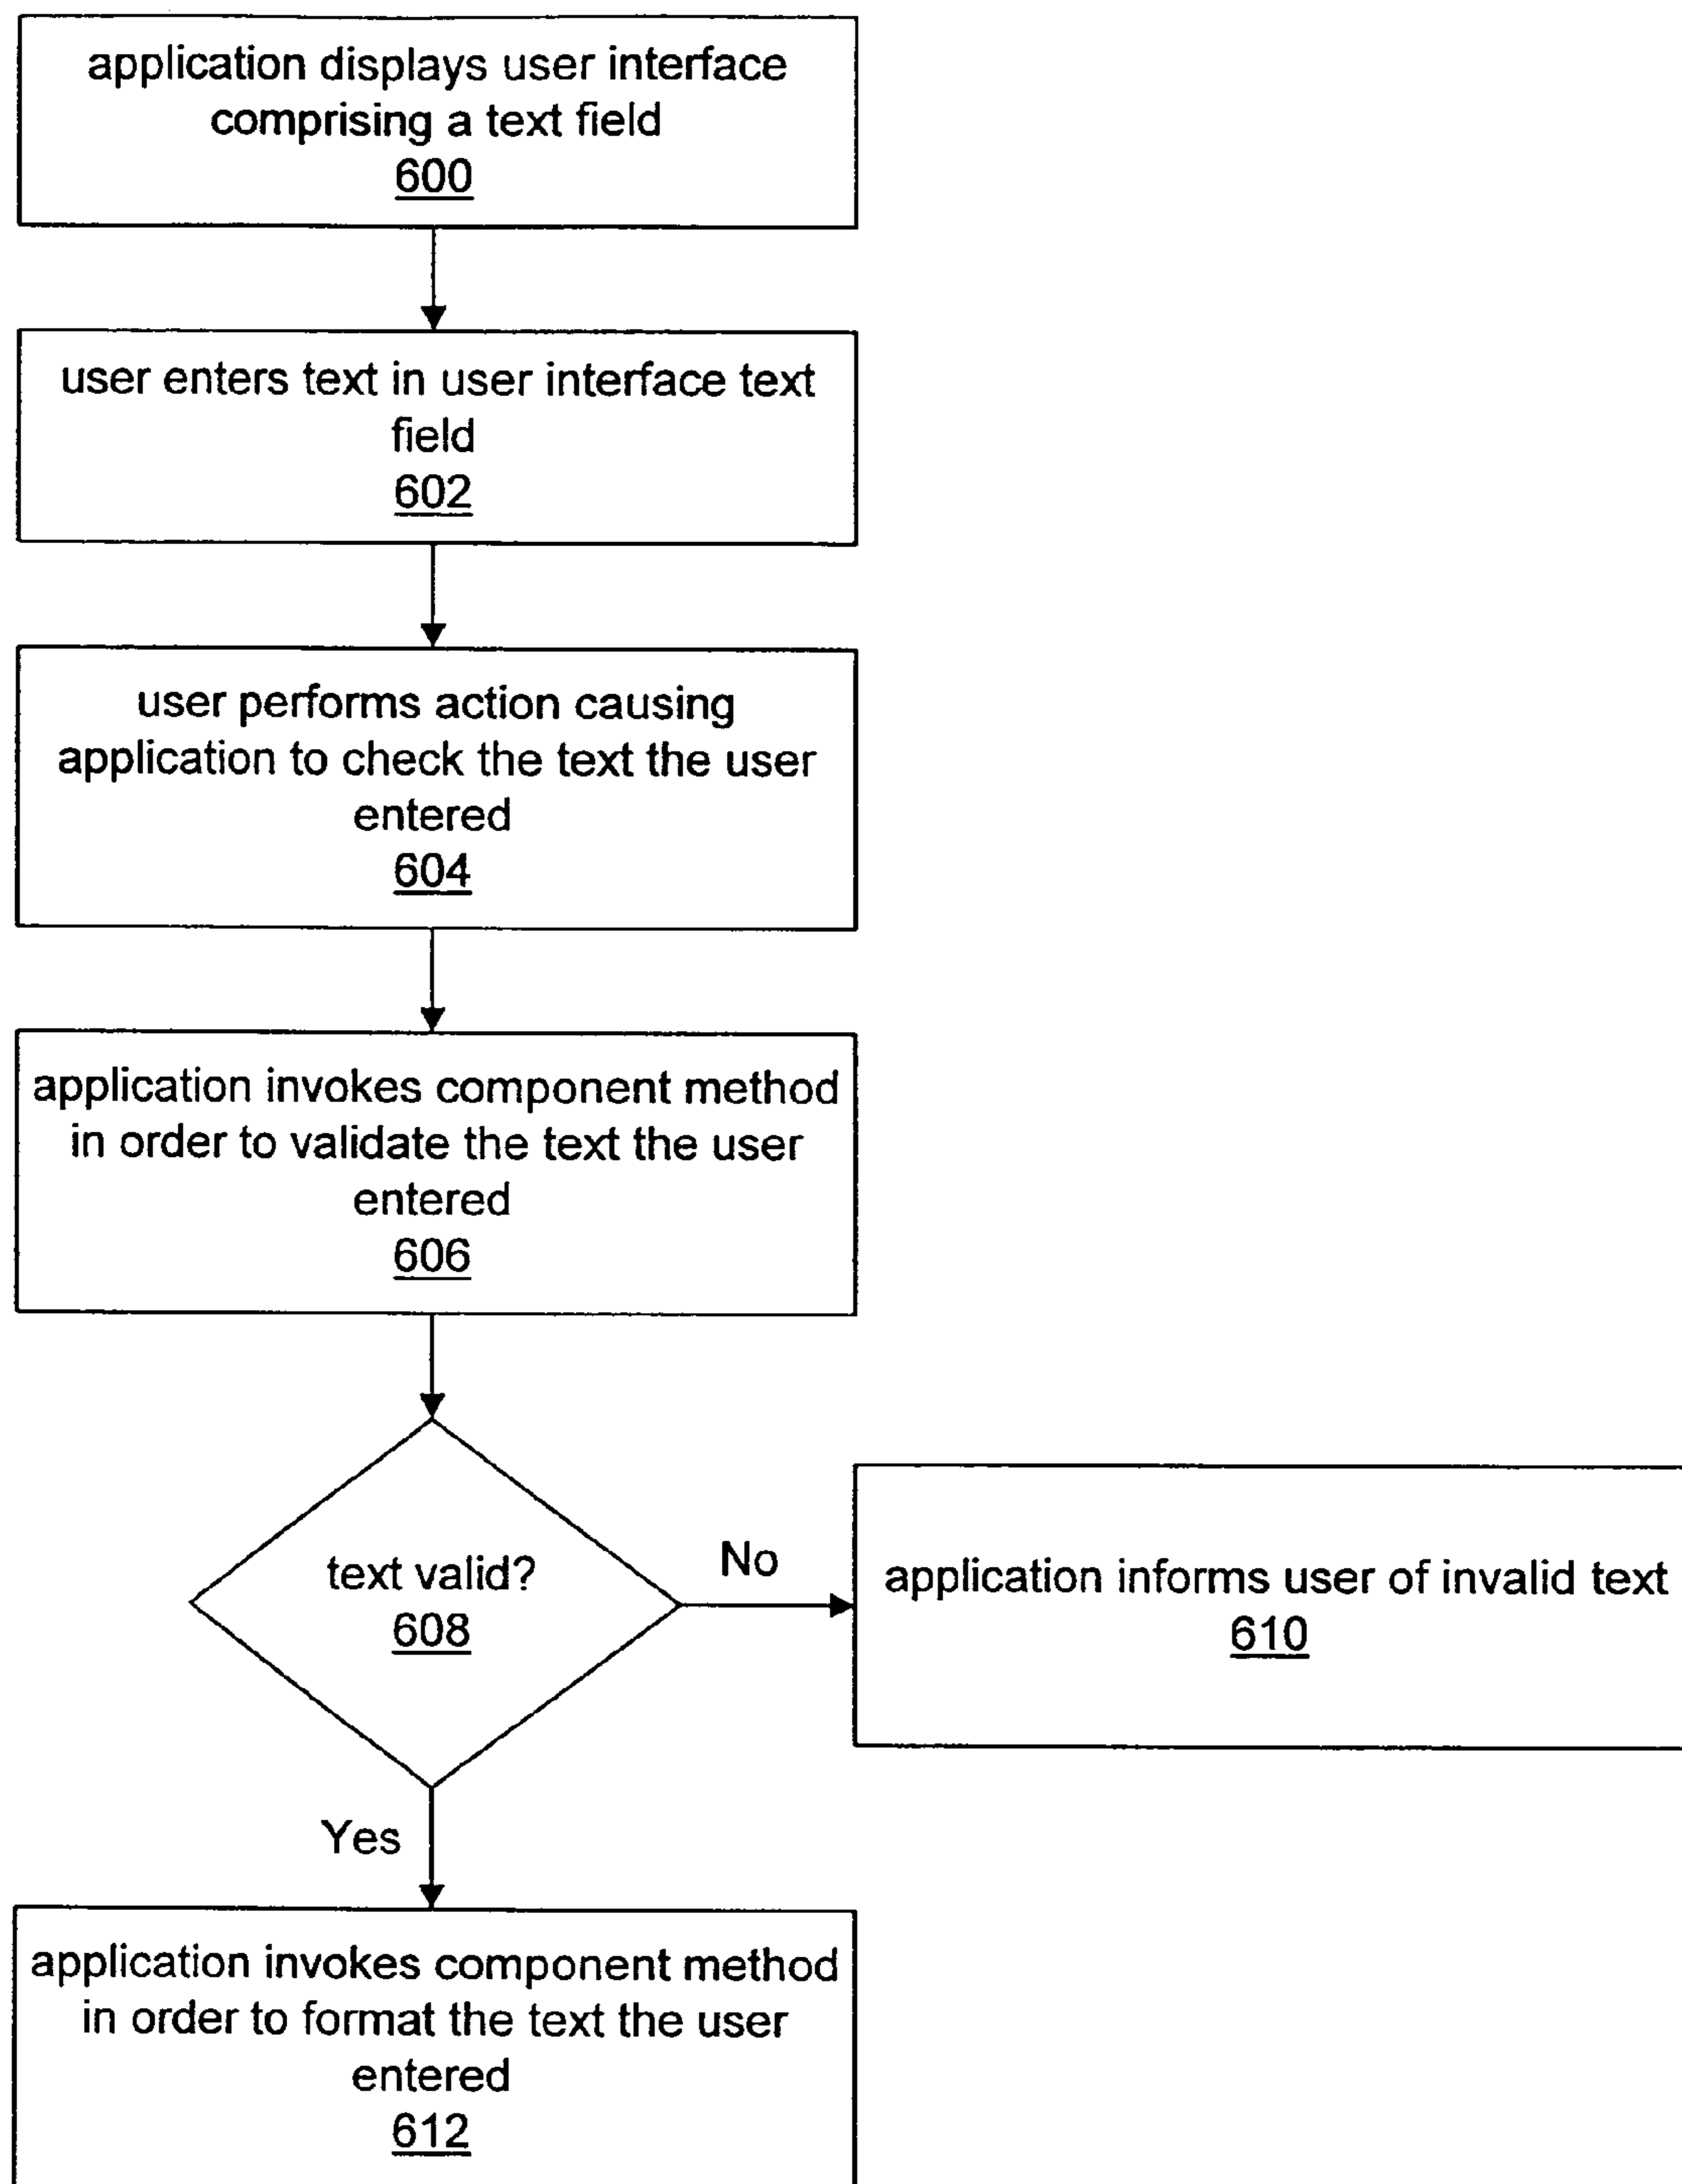 application displays user interface
comprising a text field
600
user enters text in user interface text
field
602
user performs action causing
application to check the text the user
entered
604
application invokes component method
in order to validate the text the user
entered
606
text valid?
608
No
application informs user of invalid text
610
Yes
application invokes component method
in order to format the text the user
entered
612